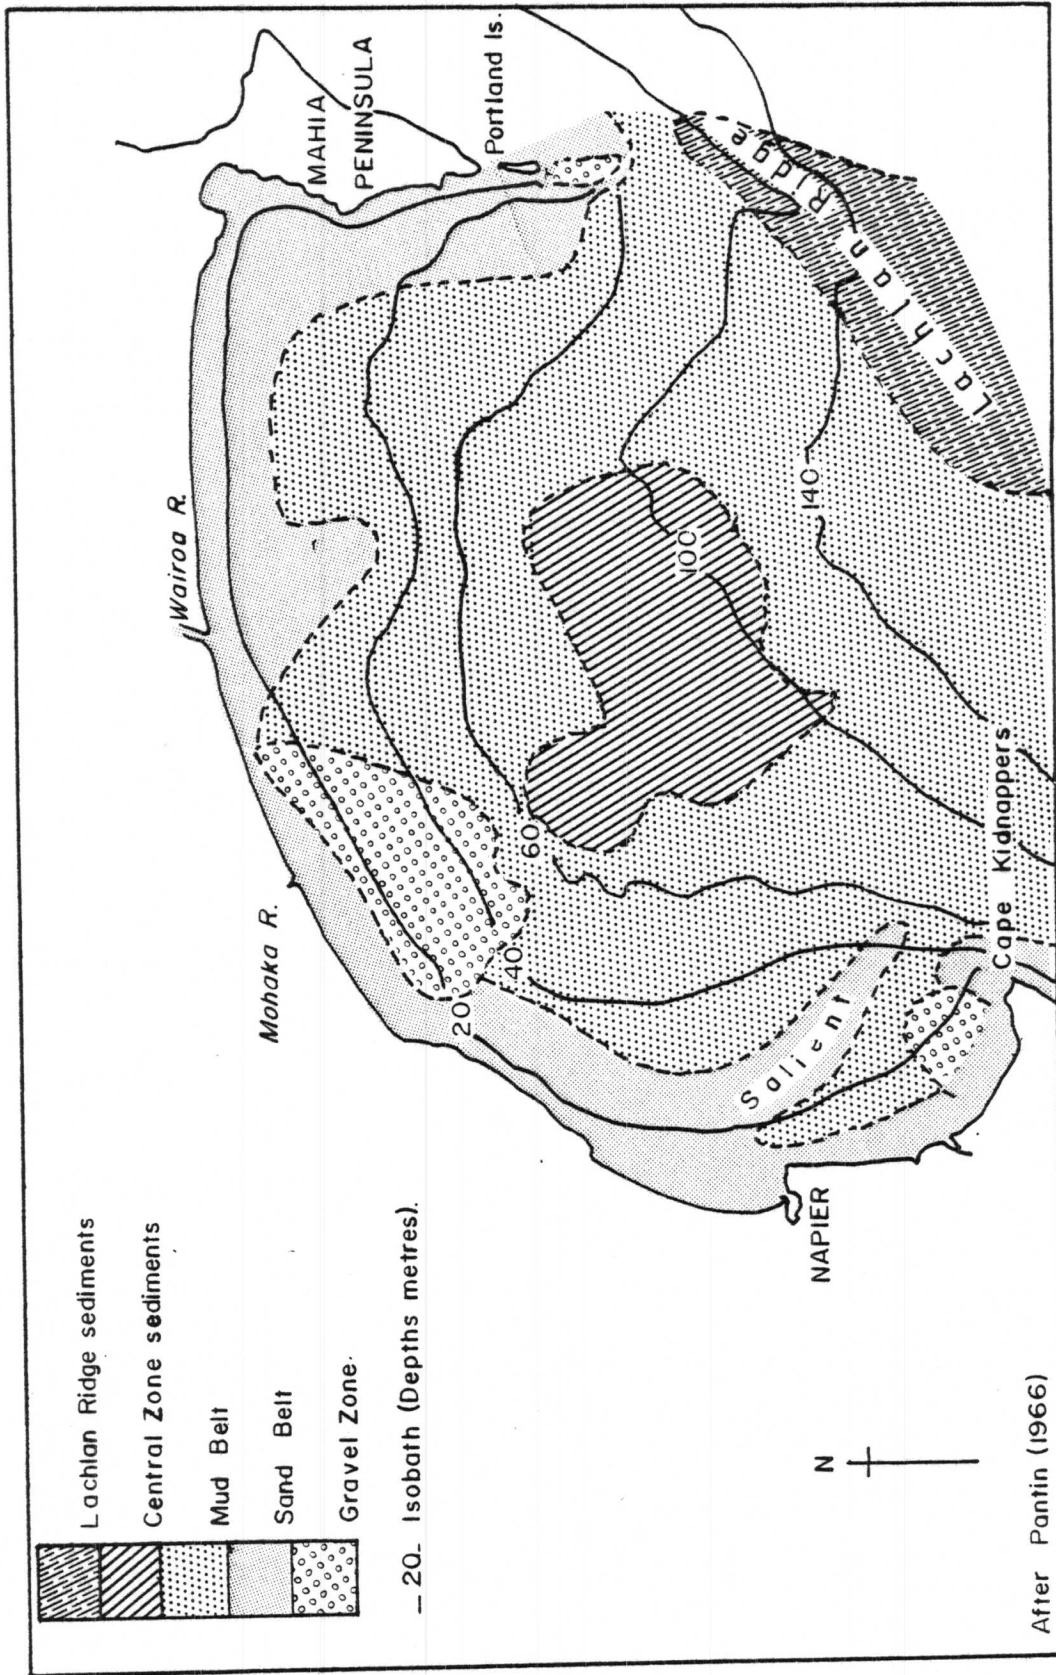 Lachlan Ridge sediments
Central Zone sediments
Mud Belt
Sand Belt
Gravel Zone.
— 20- Isobath (Depths metres).
Wairoa R.
Mohaka R.
MAHIA
PENINSULA
Portland Is.
Lachlan Ridge
20
40
60
100
140
Salient
NAPIER
Cape Kidnappers
N
After Pantin (1966)